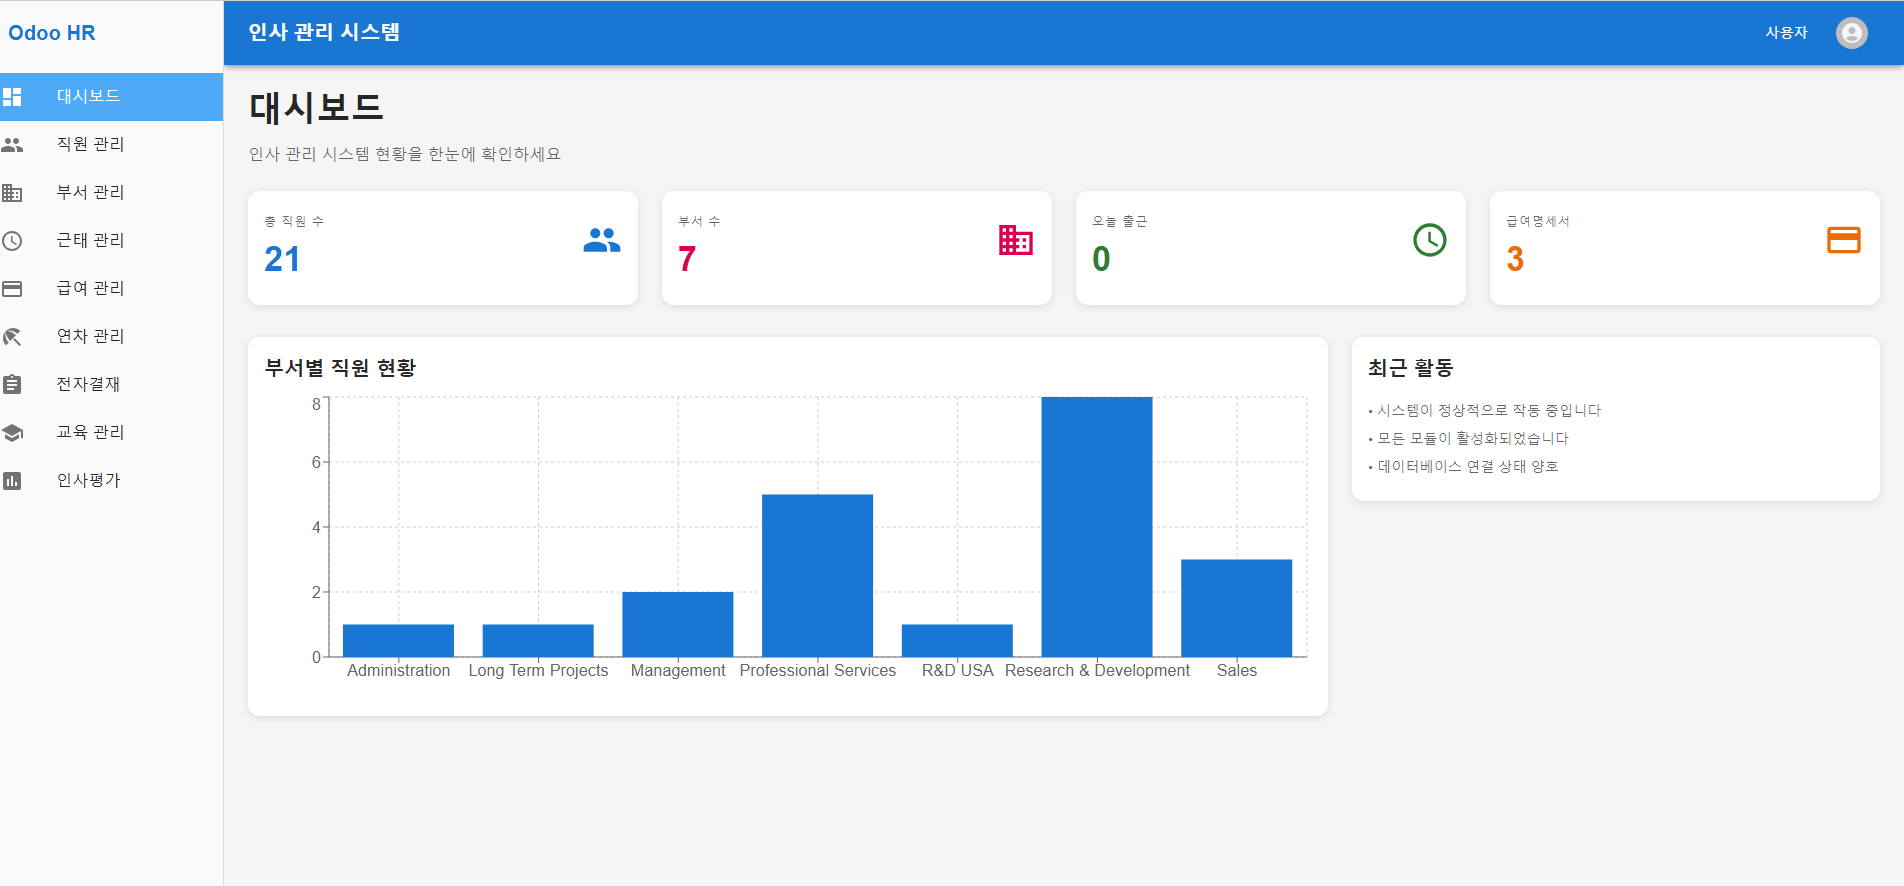 Odoo HR
인사 관리 시스템
사용자
대시보드
직원 관리
부서 관리
근태 관리
급여 관리
연차 관리
전자결재
교육 관리
인사평가
대시보드
인사 관리 시스템 현황을 한눈에 확인하세요
총 직원 수
21
부서 수
7
오늘 출근
0
급여명세서
3
부서별 직원 현황
8
6
4
2
0
Administration
Long Term Projects
Management
Professional Services
R&D USA
Research & Development
Sales
최근 활동
• 시스템이 정상적으로 작동 중입니다
• 모든 모듈이 활성화되었습니다
• 데이터베이스 연결 상태 양호